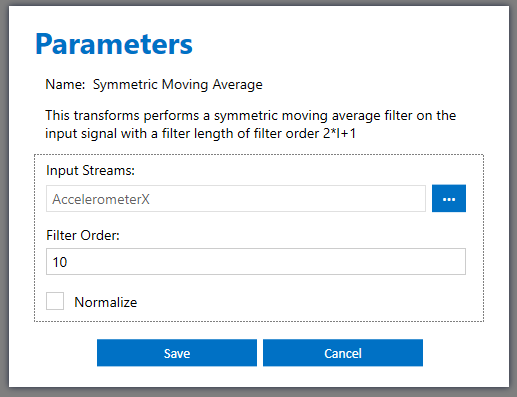 Parameters
Name: Symmetric Moving Average
This transforms performs a symmetric moving average filter on the
input signal with a filter length of filter order 2*l+1
Input Streams:
AccelerometerX
...
Filter Order:
10
Normalize
Save Cancel